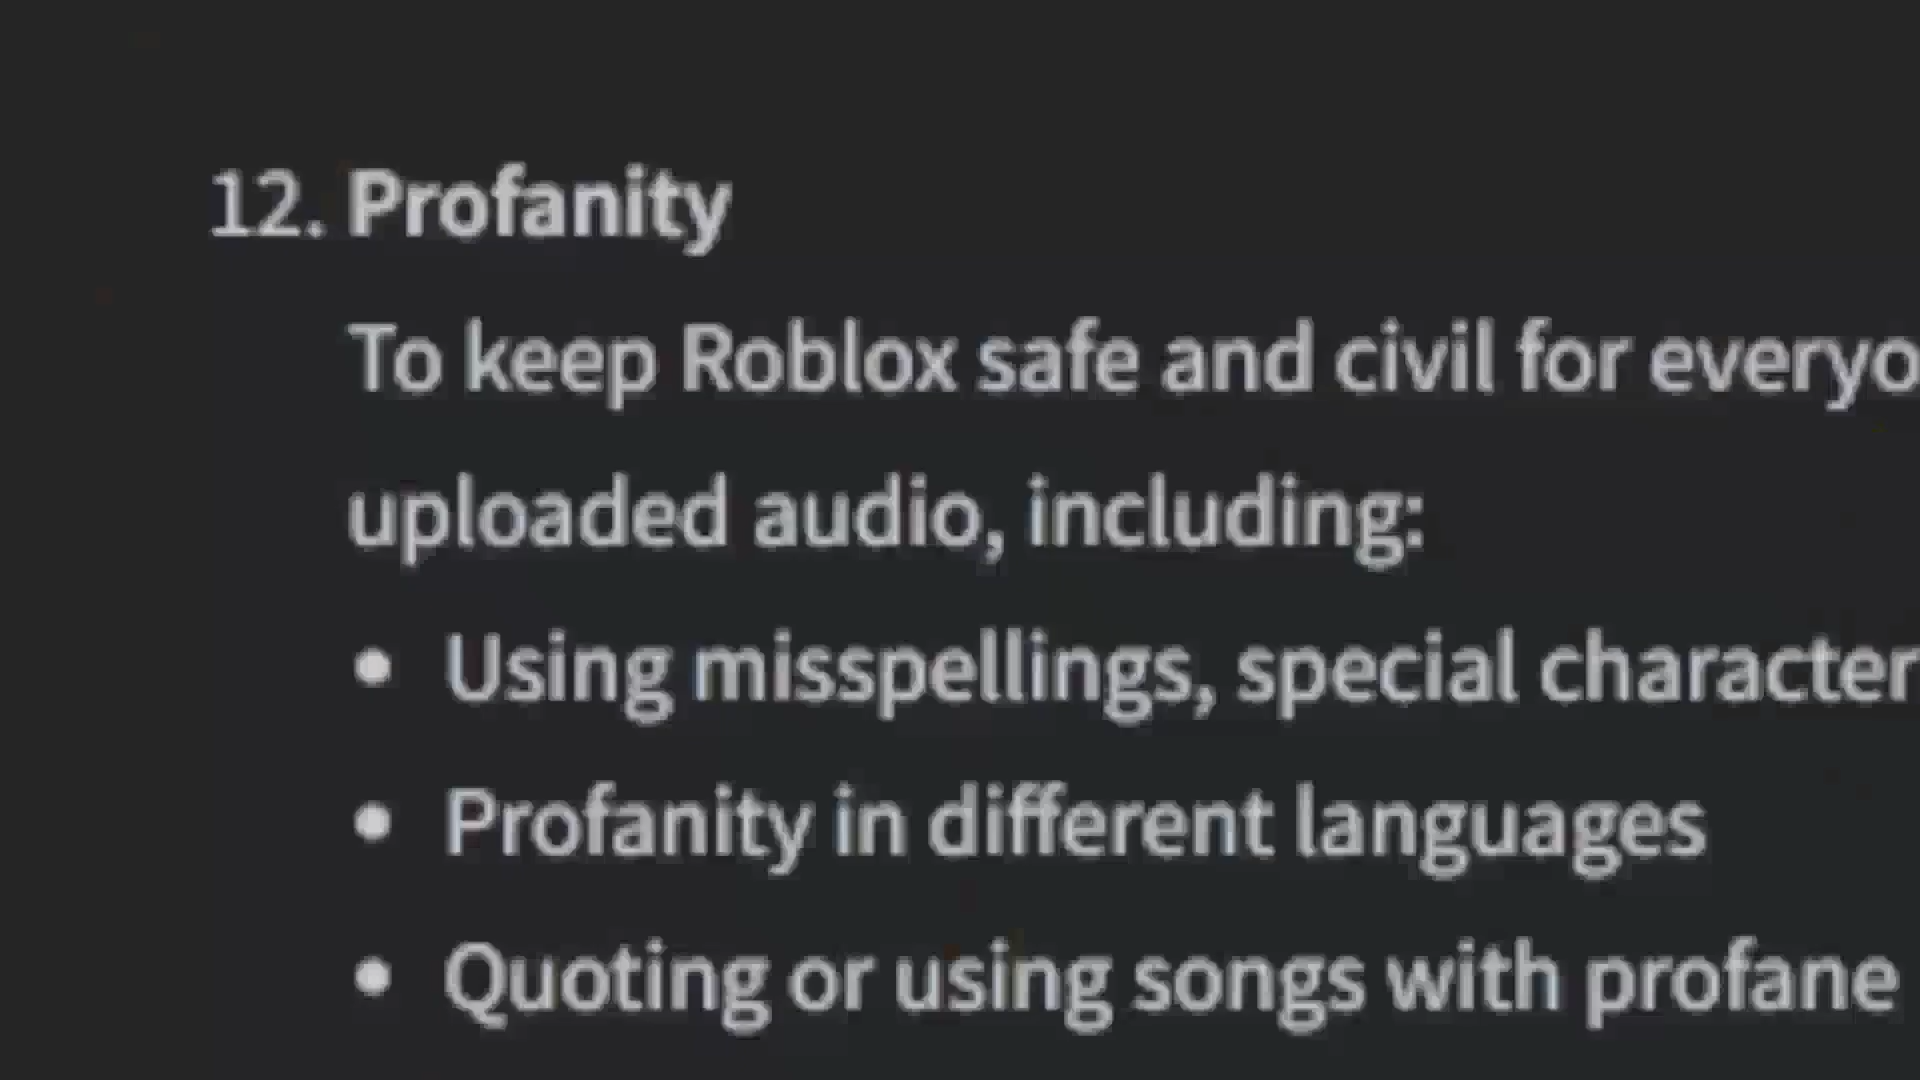 12. Profanity
To keep Roblox safe and civil for everyo
uploaded audio, including:
• Using misspellings, special character
• Profanity in different languages
• Quoting or using songs with profane